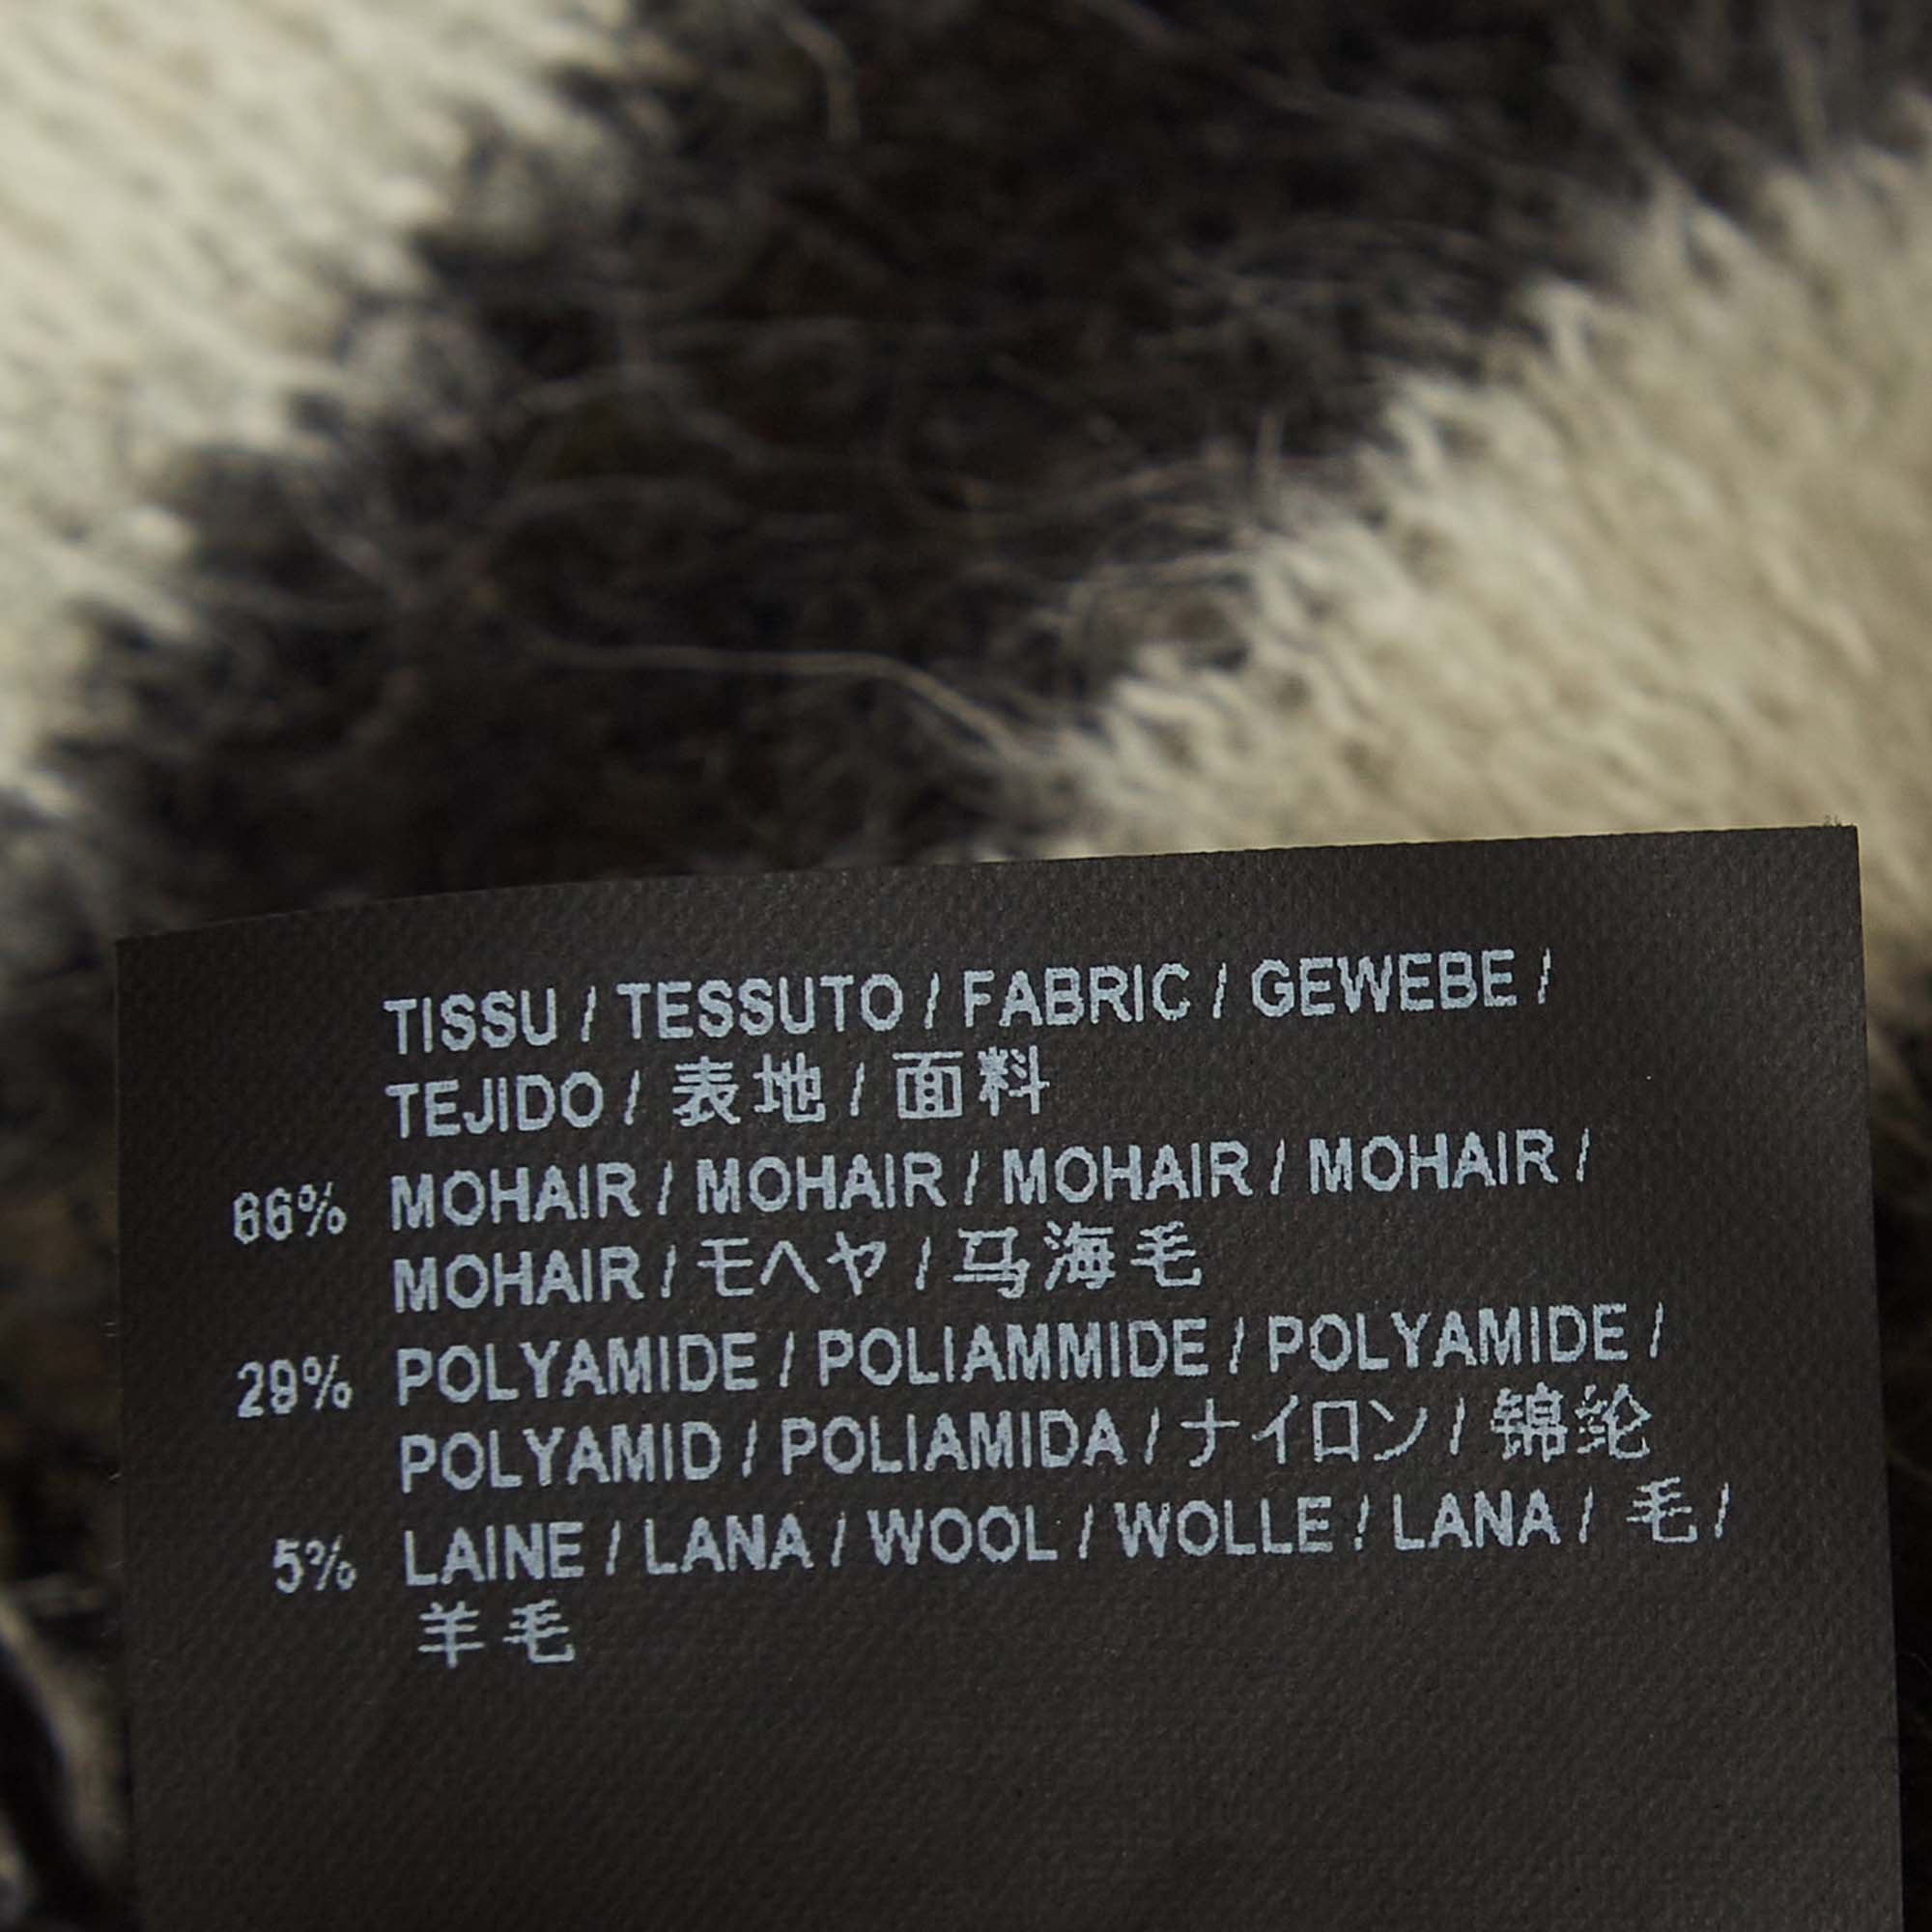 TISSU / TESSUTO / FABRIC / GEWEBE /
TEJIDO / 表地 / 面料
66% MOHAIR / MOHAIR / MOHAIR / MOHAIR /
MOHAIR / モヘヤ / 马海毛
29% POLYAMIDE / POLIAMMIDE / POLYAMIDE /
POLYAMID / POLIAMIDA / ナイロン / 锦纶
5% LAINE / LANA / WOOL / WOLLE / LANA / 毛 /
羊毛